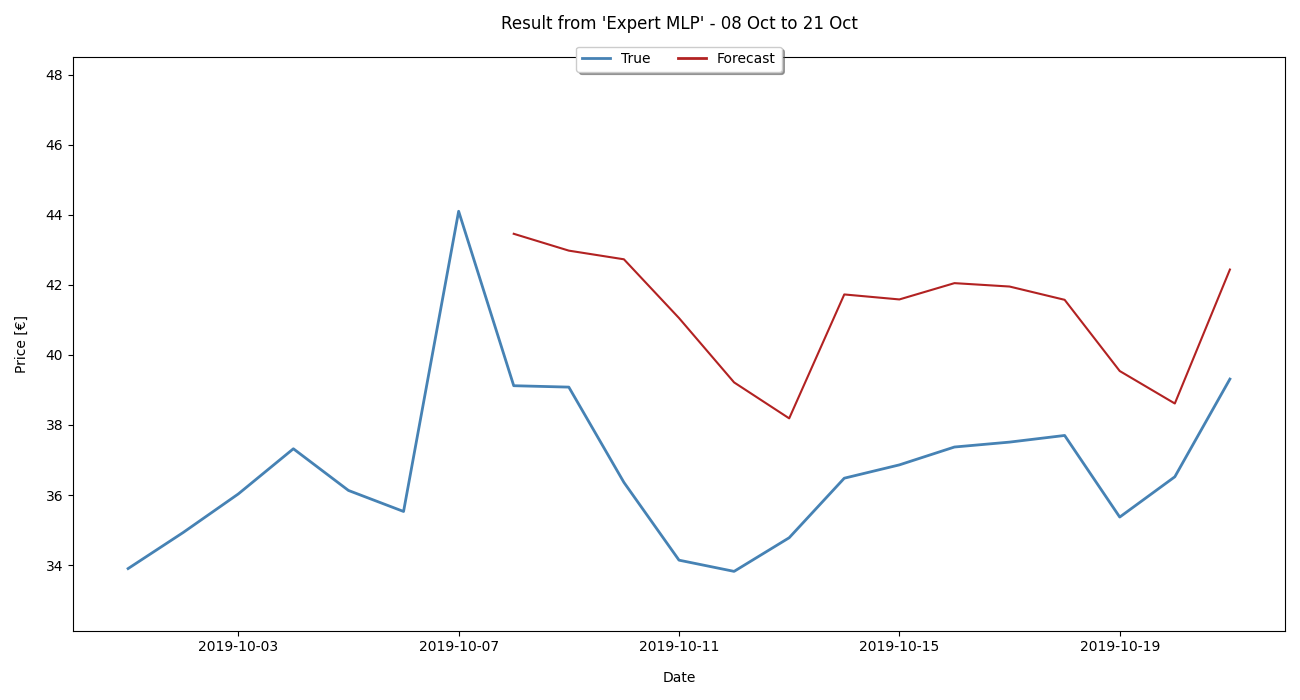 Result from 'Expert MLP' - 08 Oct to 21 Oct
True Forecast
48
46
44
42
40
38
36
34
Price [€]
2019-10-03 2019-10-07 2019-10-11 2019-10-15 2019-10-19
Date